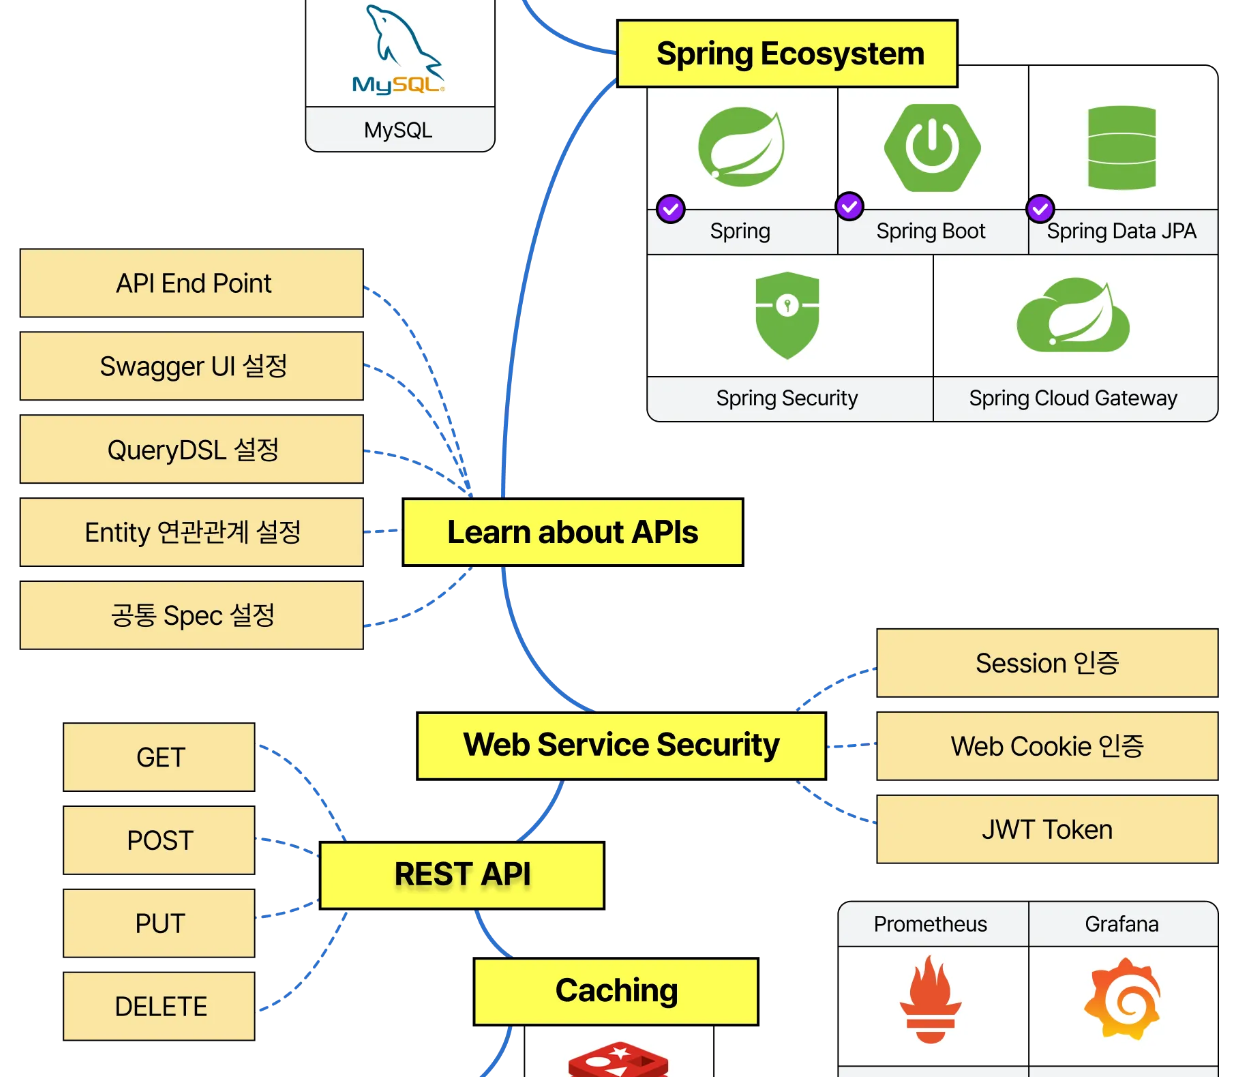 MySQL
MySQL
Spring Ecosystem
Spring
Spring Boot
Spring Data JPA
Spring Security
Spring Cloud Gateway
API End Point
Swagger UI 설정
QueryDSL 설정
Entity 연관관계 설정
공통 Spec 설정
Learn about APIs
Session 인증
Web Cookie 인증
JWT Token
Web Service Security
GET
POST
PUT
DELETE
REST API
Caching
Prometheus
Grafana